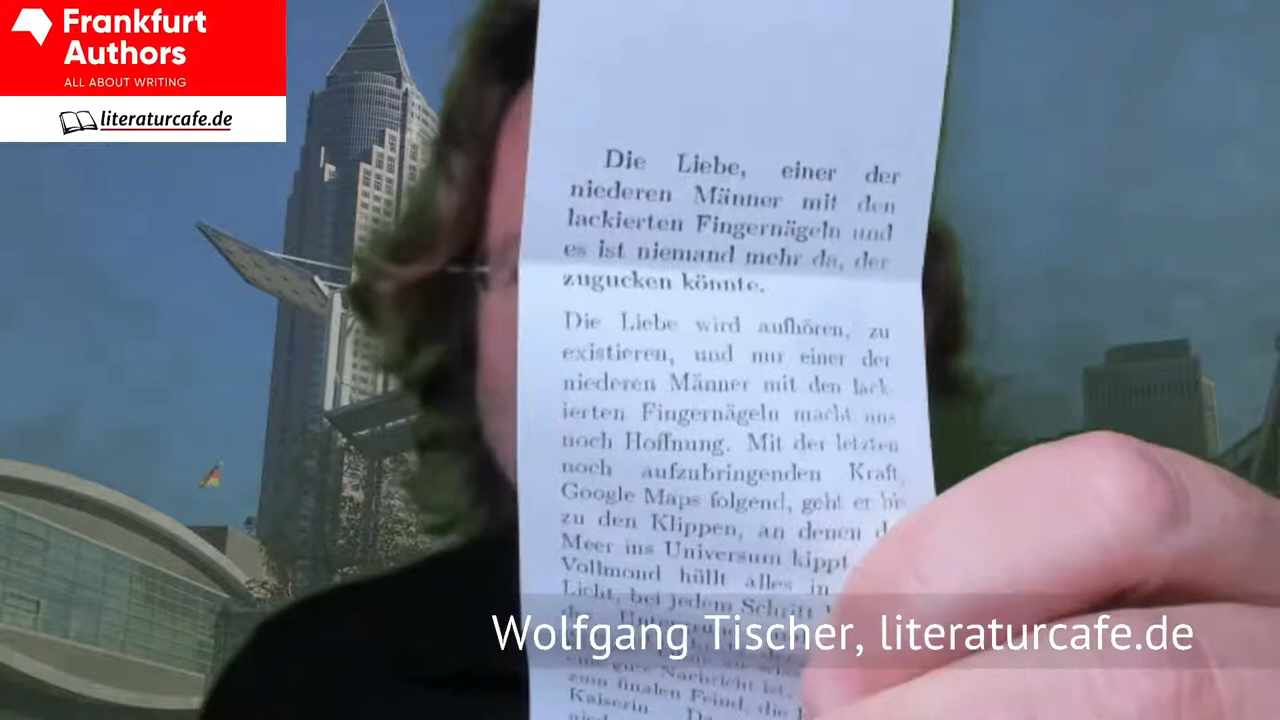 Frankfurt
Authors
ALL ABOUT WRITING
literaturcafe.de
Die Liebe, einer der
niederen Männer mit den
lackierten Fingernägeln und
es ist niemand mehr da, der
zugucken könnte.
Die Liebe wird aufhören, zu
existieren, und nur einer der
niederen Männer mit den lack-
ierten Fingernägeln macht uns
noch Hoffnung. Mit der letzten
noch aufzubringenden Kraft,
Google Maps folgend, geht er bis
zu den Klippen, an denen
Meer ins Universum kippt
Vollmond hüllt alles in
Licht, bei jedem Schritt
Wolfgang Tischer, literaturcafe.de
gute Nachricht ist,
zum finalen Feind, die
Kaiserin